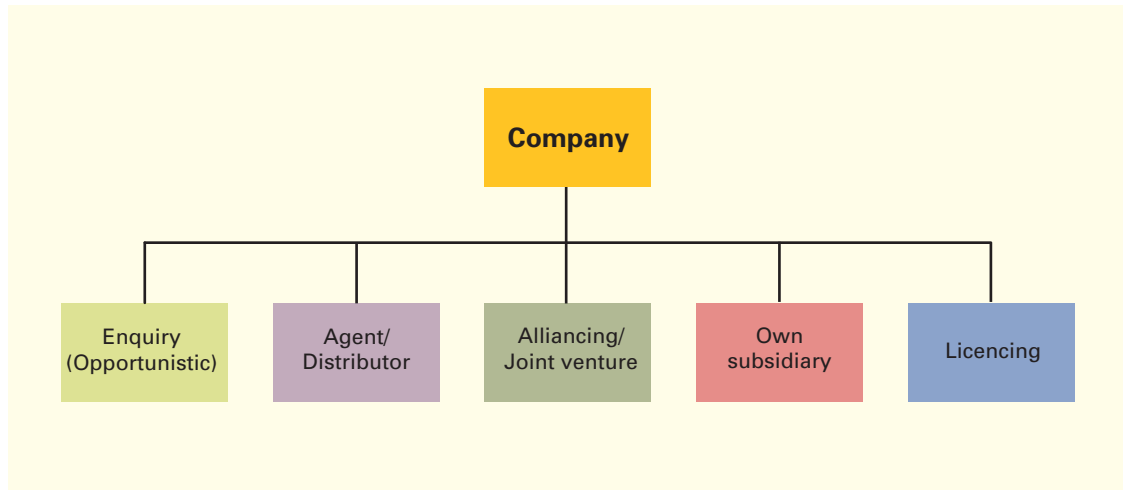 Company
Enquiry
(Opportunistic)
Agent/
Distributor
Alliancing/
Joint venture
Own
subsidiary
Licencing